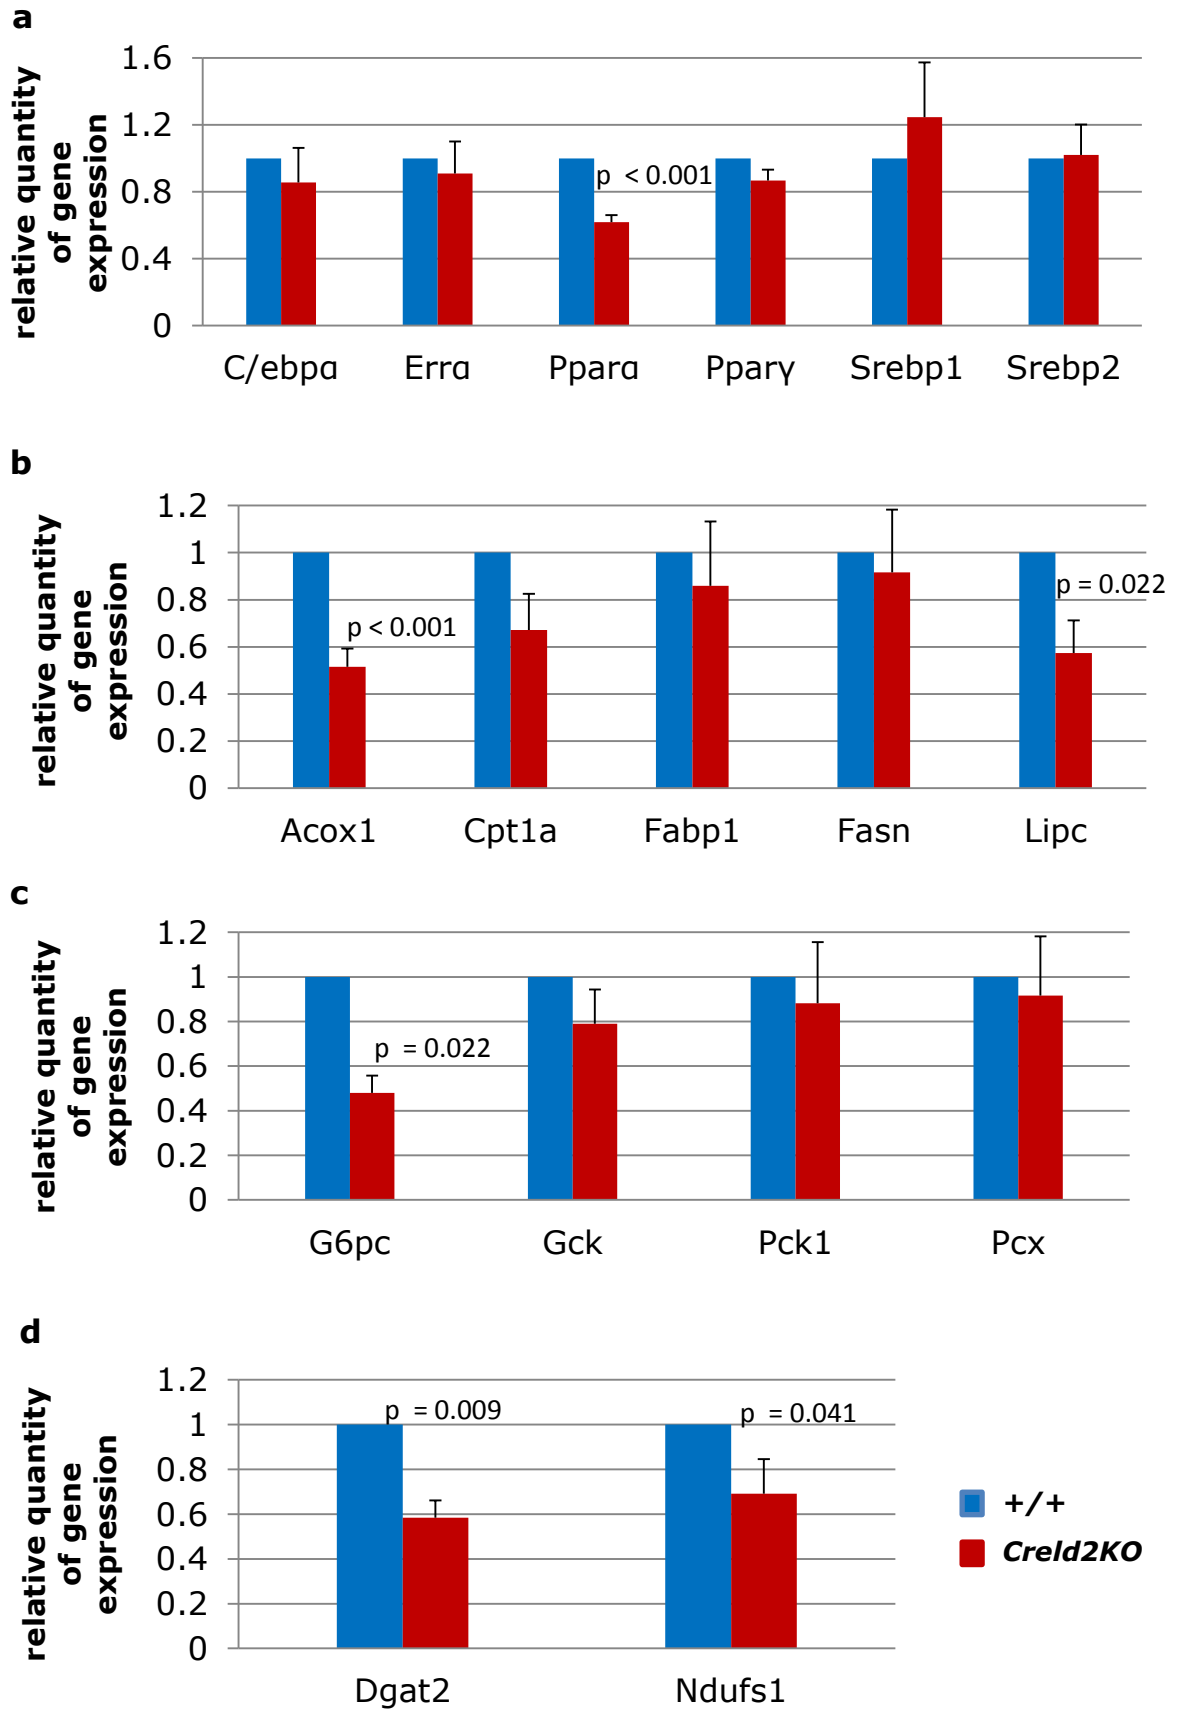 a
relative quantity
of gene
expression
1.6
1.2
0.8
0.4
0
p < 0.001
C/ebpɑ Errɑ Pparɑ Pparγ Srebp1 Srebp2
b
relative quantity
of gene
expression
1.2
1
0.8
0.6
0.4
0.2
0
p < 0.001
p = 0.022
Acox1 Cpt1a Fabp1 Fasn Lipc
c
relative quantity
of gene
expression
1.2
1
0.8
0.6
0.4
0.2
0
p = 0.022
G6pc Gck Pck1 Pcx
d
relative quantity
of gene
expression
1.2
1
0.8
0.6
0.4
0.2
0
p = 0.009
p = 0.041
Dgat2 Ndufs1
+/+
Creld2KO